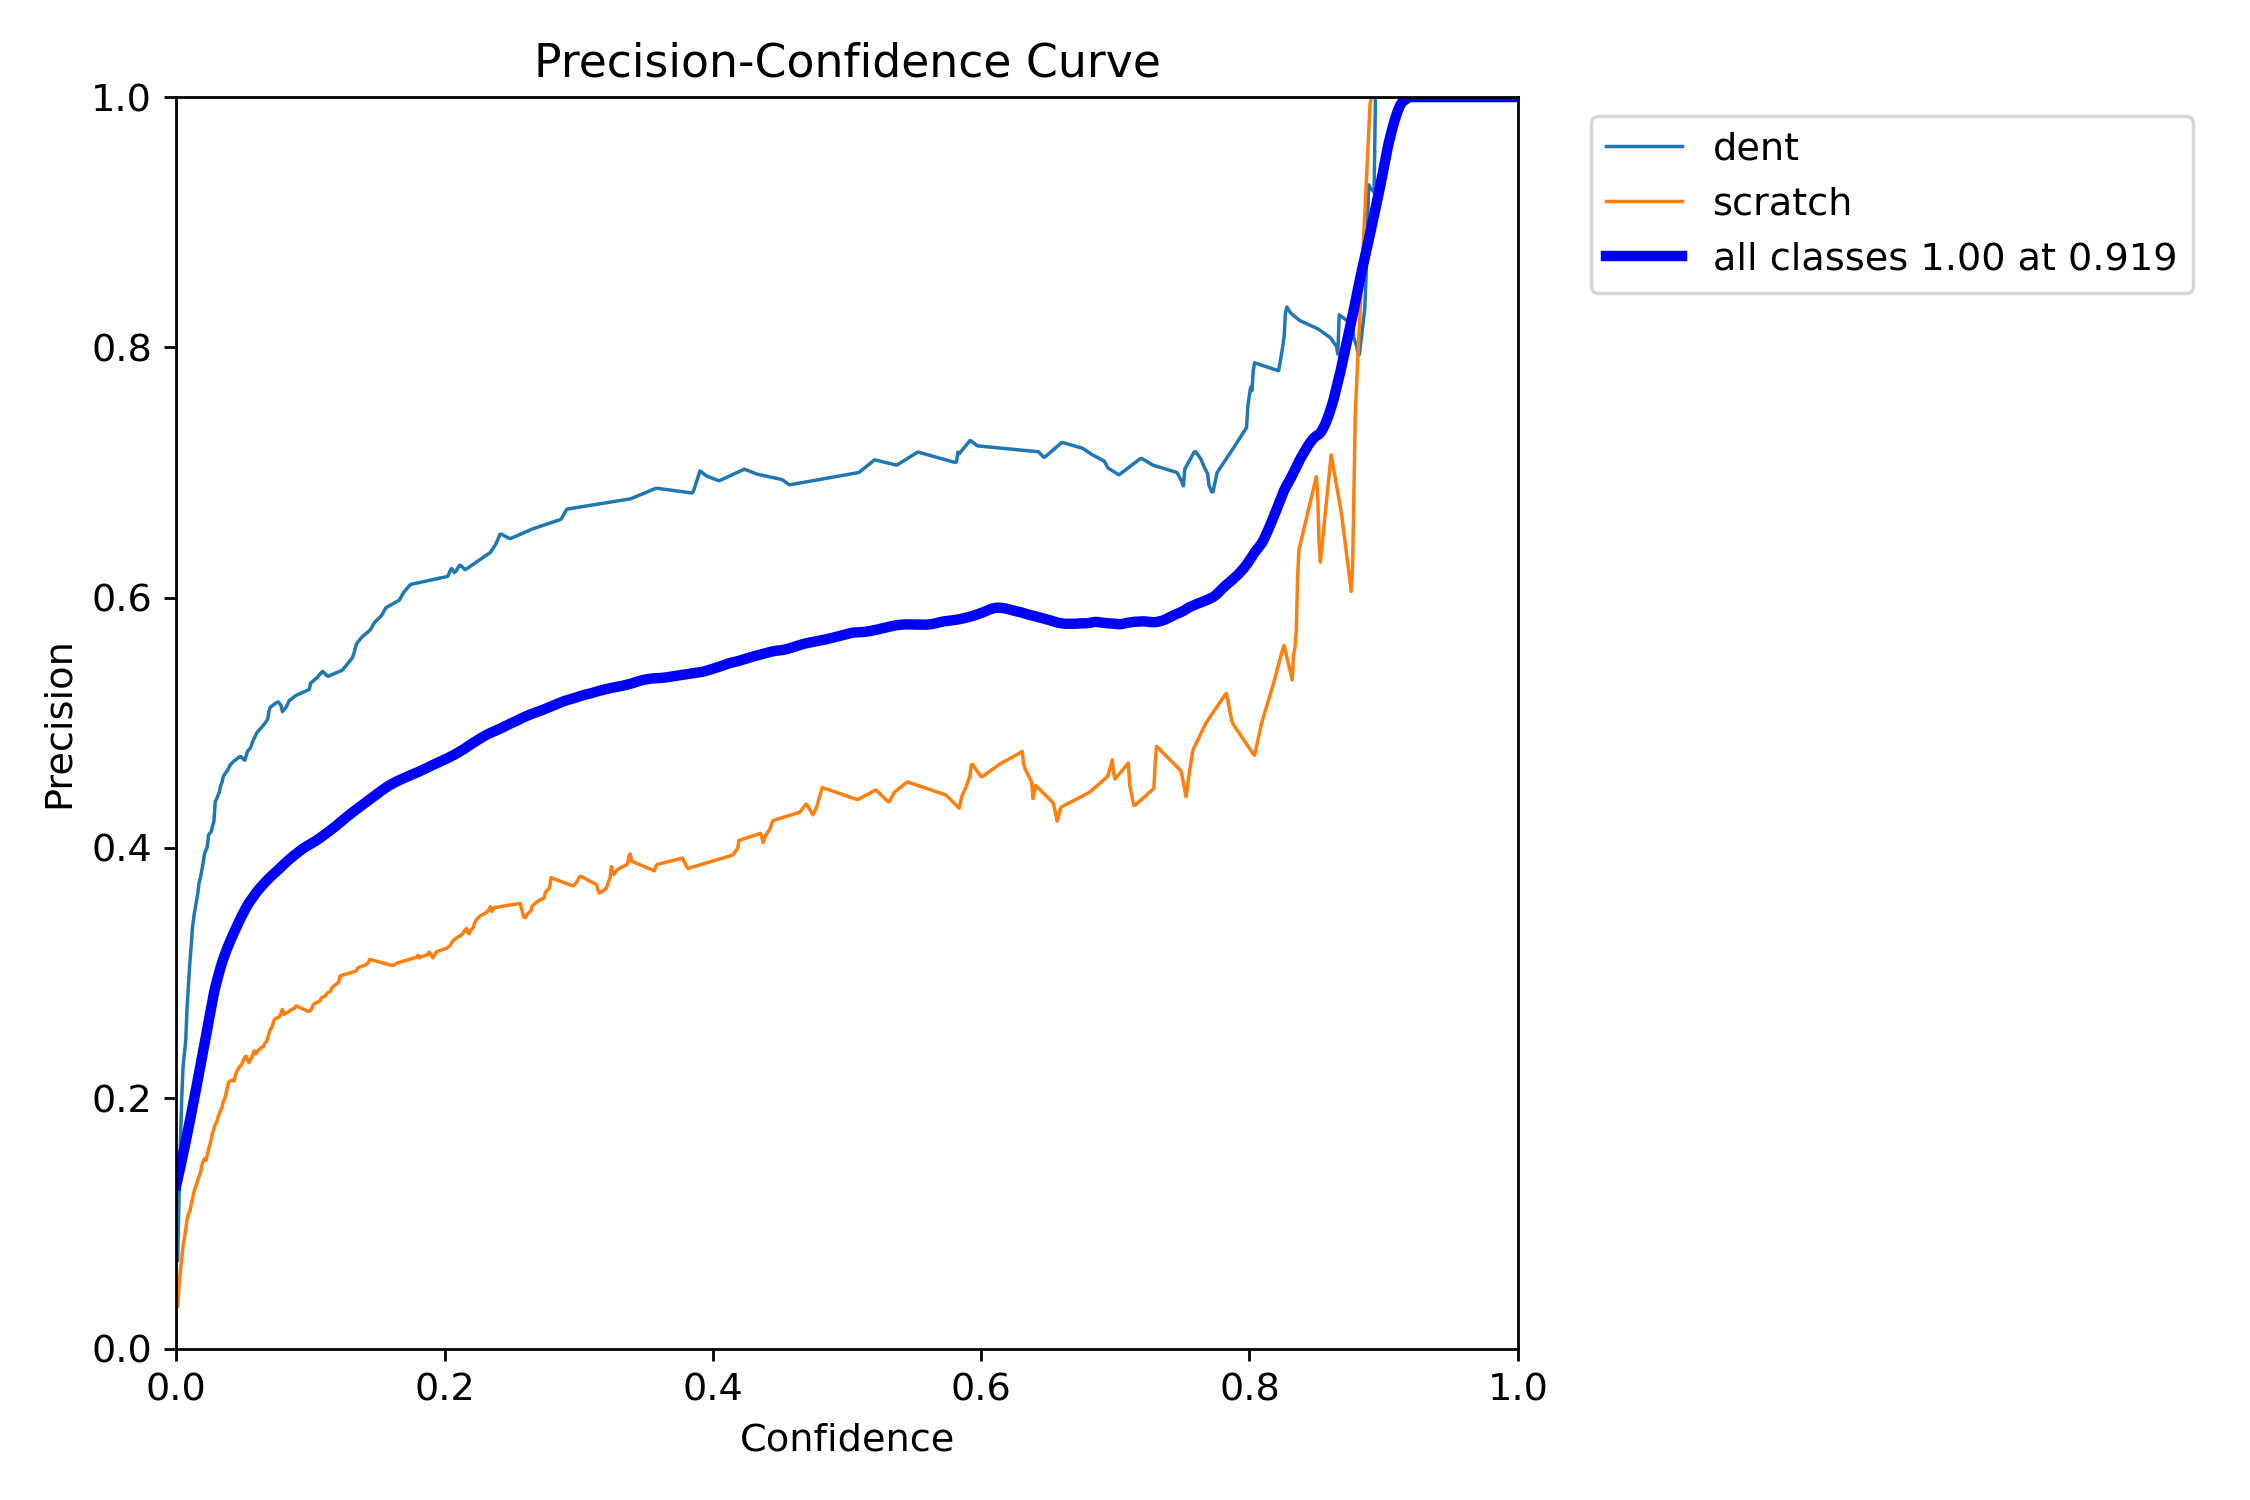 Precision-Confidence Curve
1.0
0.8
0.6
0.4
0.2
0.0
Precision
0.0 0.2 0.4 0.6 0.8 1.0
Confidence
dent
scratch
all classes 1.00 at 0.919